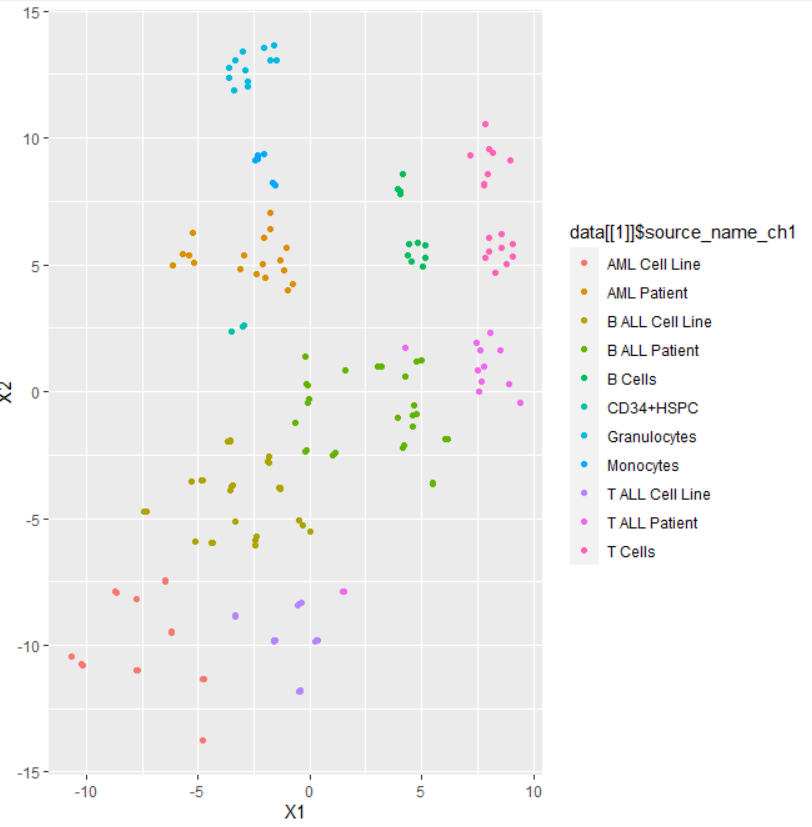 15
10
5
0
-5
-10
-15
X2
-10
-5
0
5
10
X1
data[[1]]$source_name_ch1
AML Cell Line
AML Patient
B ALL Cell Line
B ALL Patient
B Cells
CD34+HSPC
Granulocytes
Monocytes
T ALL Cell Line
T ALL Patient
T Cells